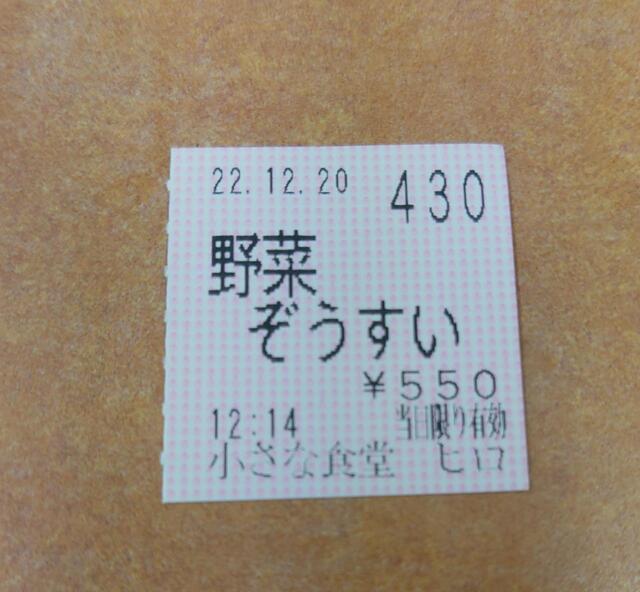 22.12.20 430
野菜
ぞうすい
¥550
12:14 当日限り有効
小さな食堂 ヒロ